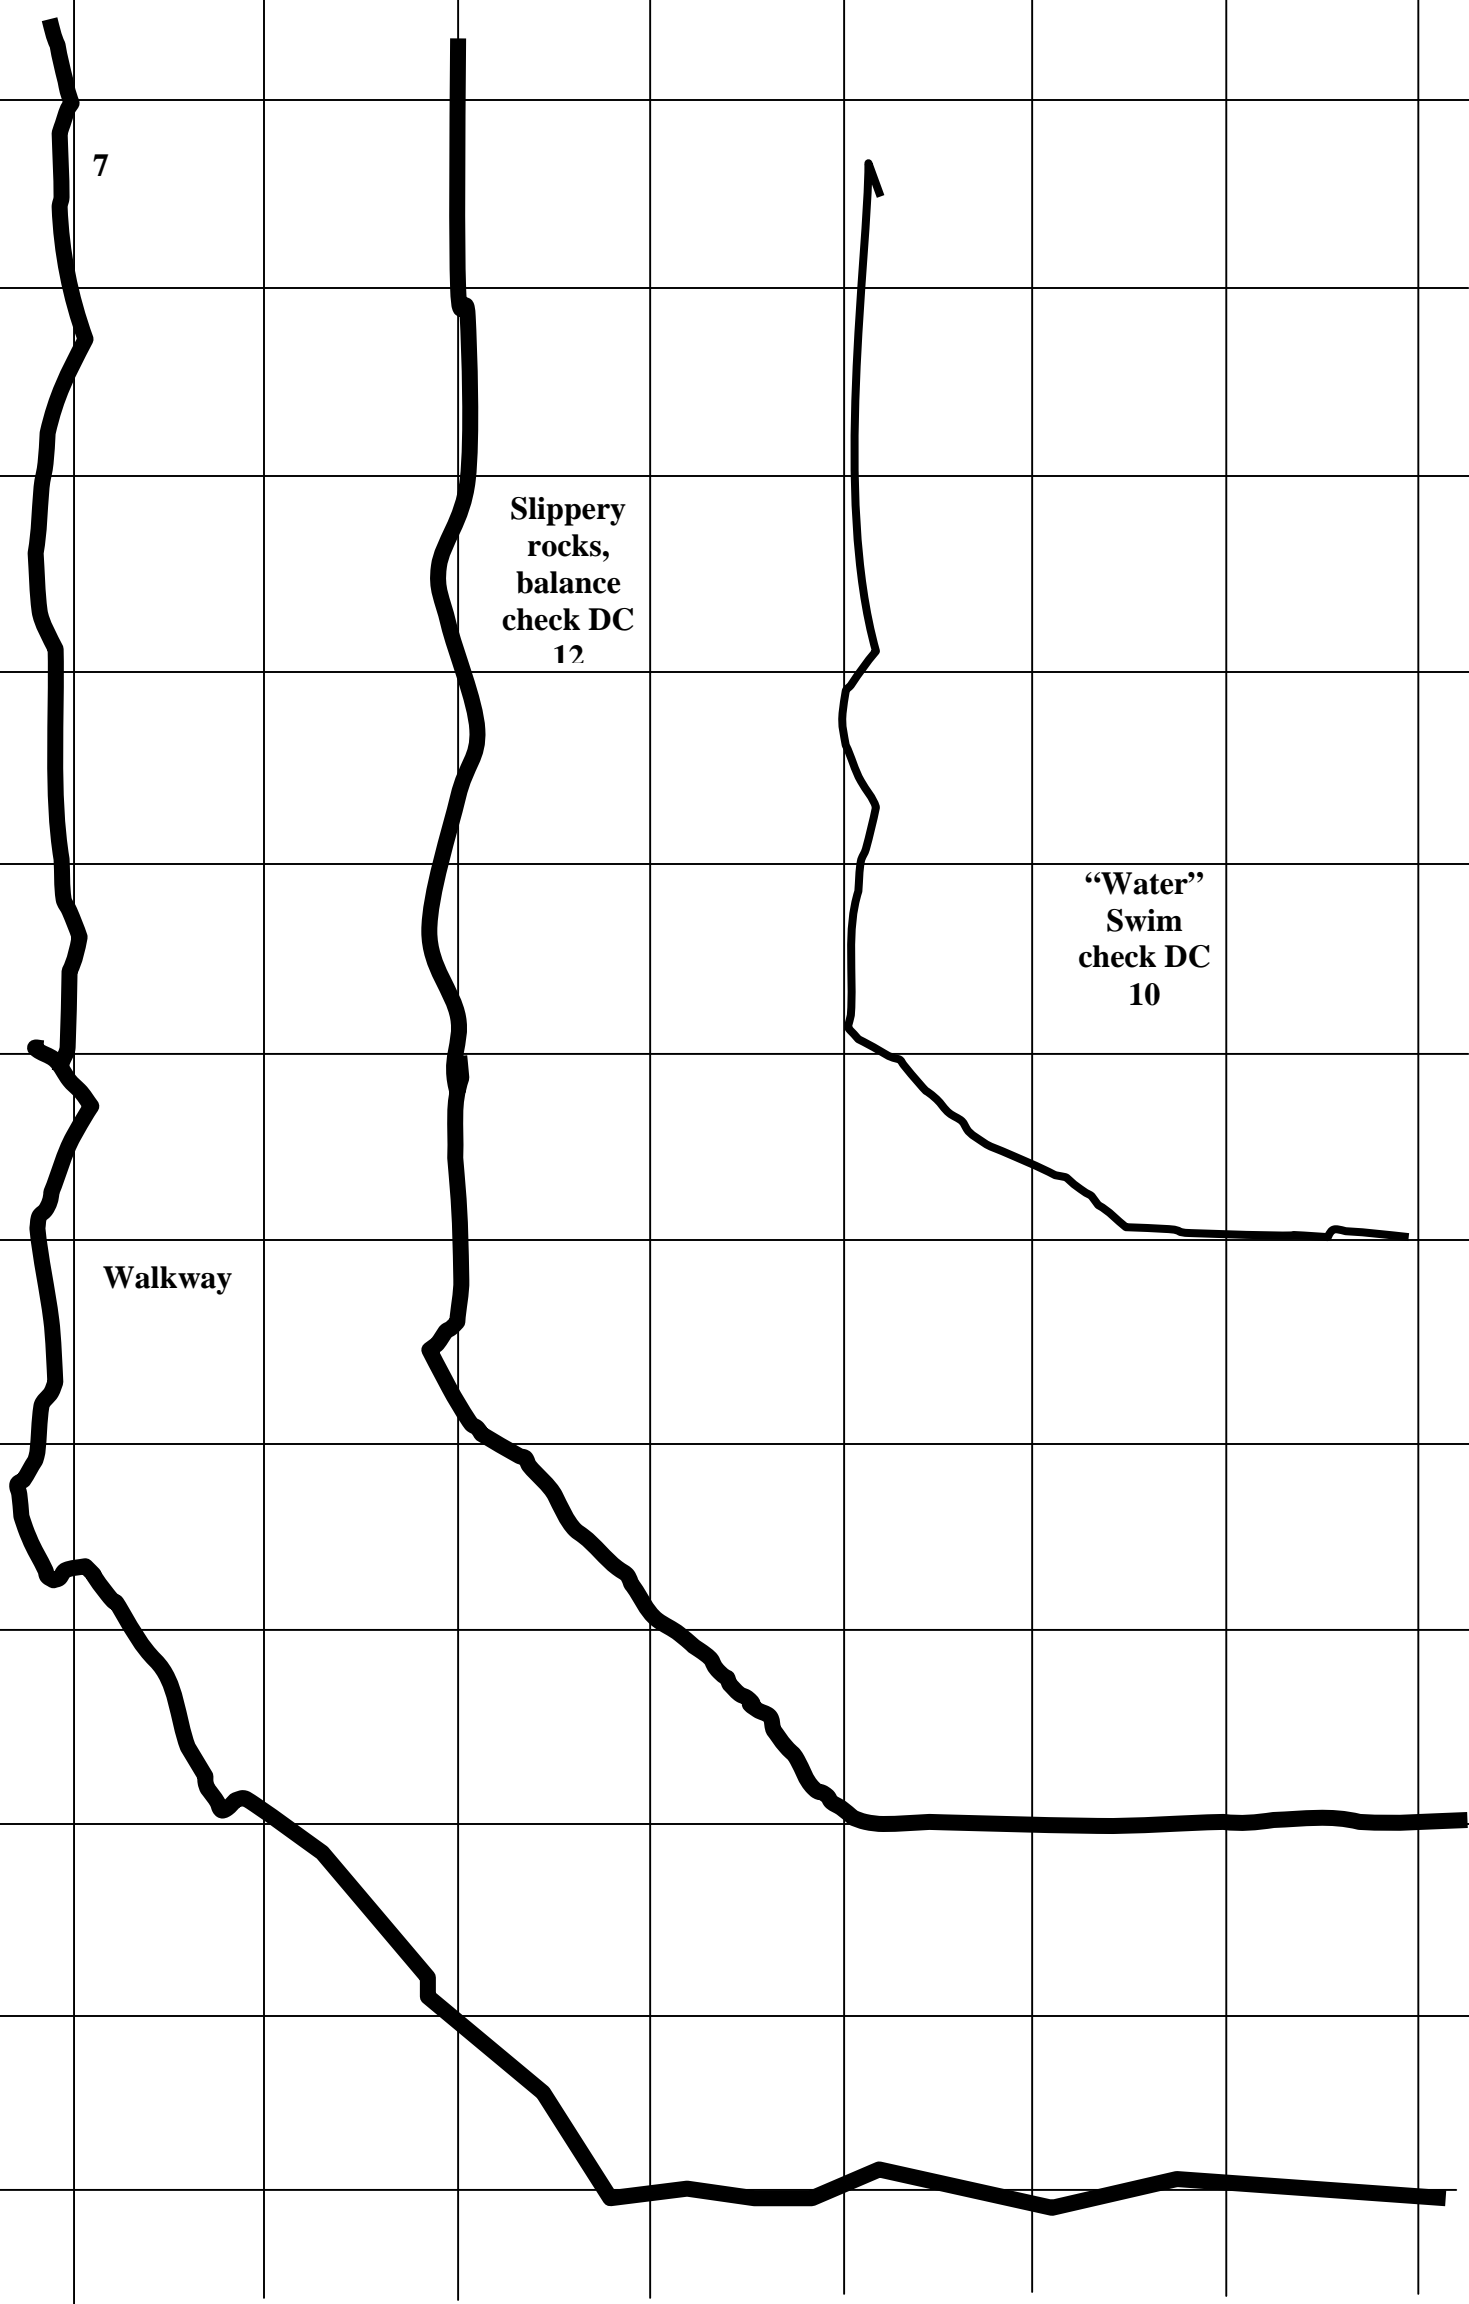 7
Slippery
rocks,
balance
check DC
12
“Water”
Swim
check DC
10
Walkway